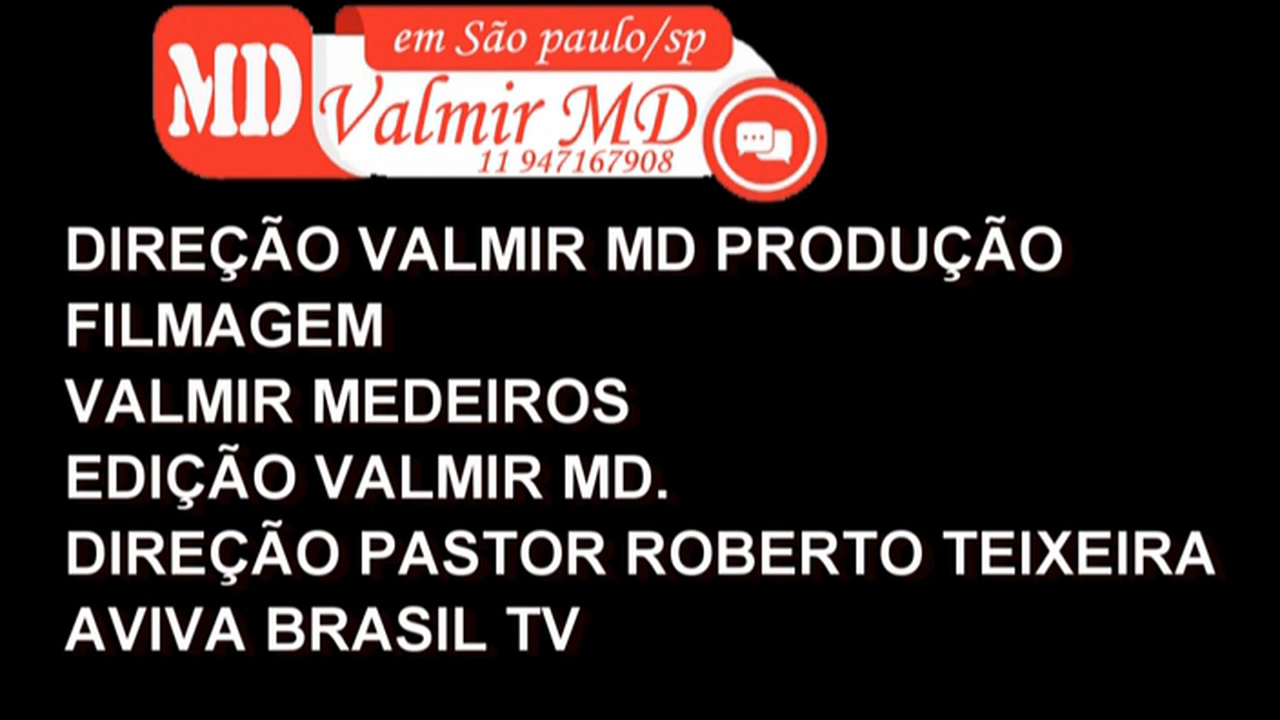 MD
em São paulo/sp
Valmir MD
11 947167908
DIREÇÃO VALMIR MD PRODUÇÃO
FILMAGEM
VALMIR MEDEIROS
EDIÇÃO VALMIR MD.
DIREÇÃO PASTOR ROBERTO TEIXEIRA
AVIVA BRASIL TV